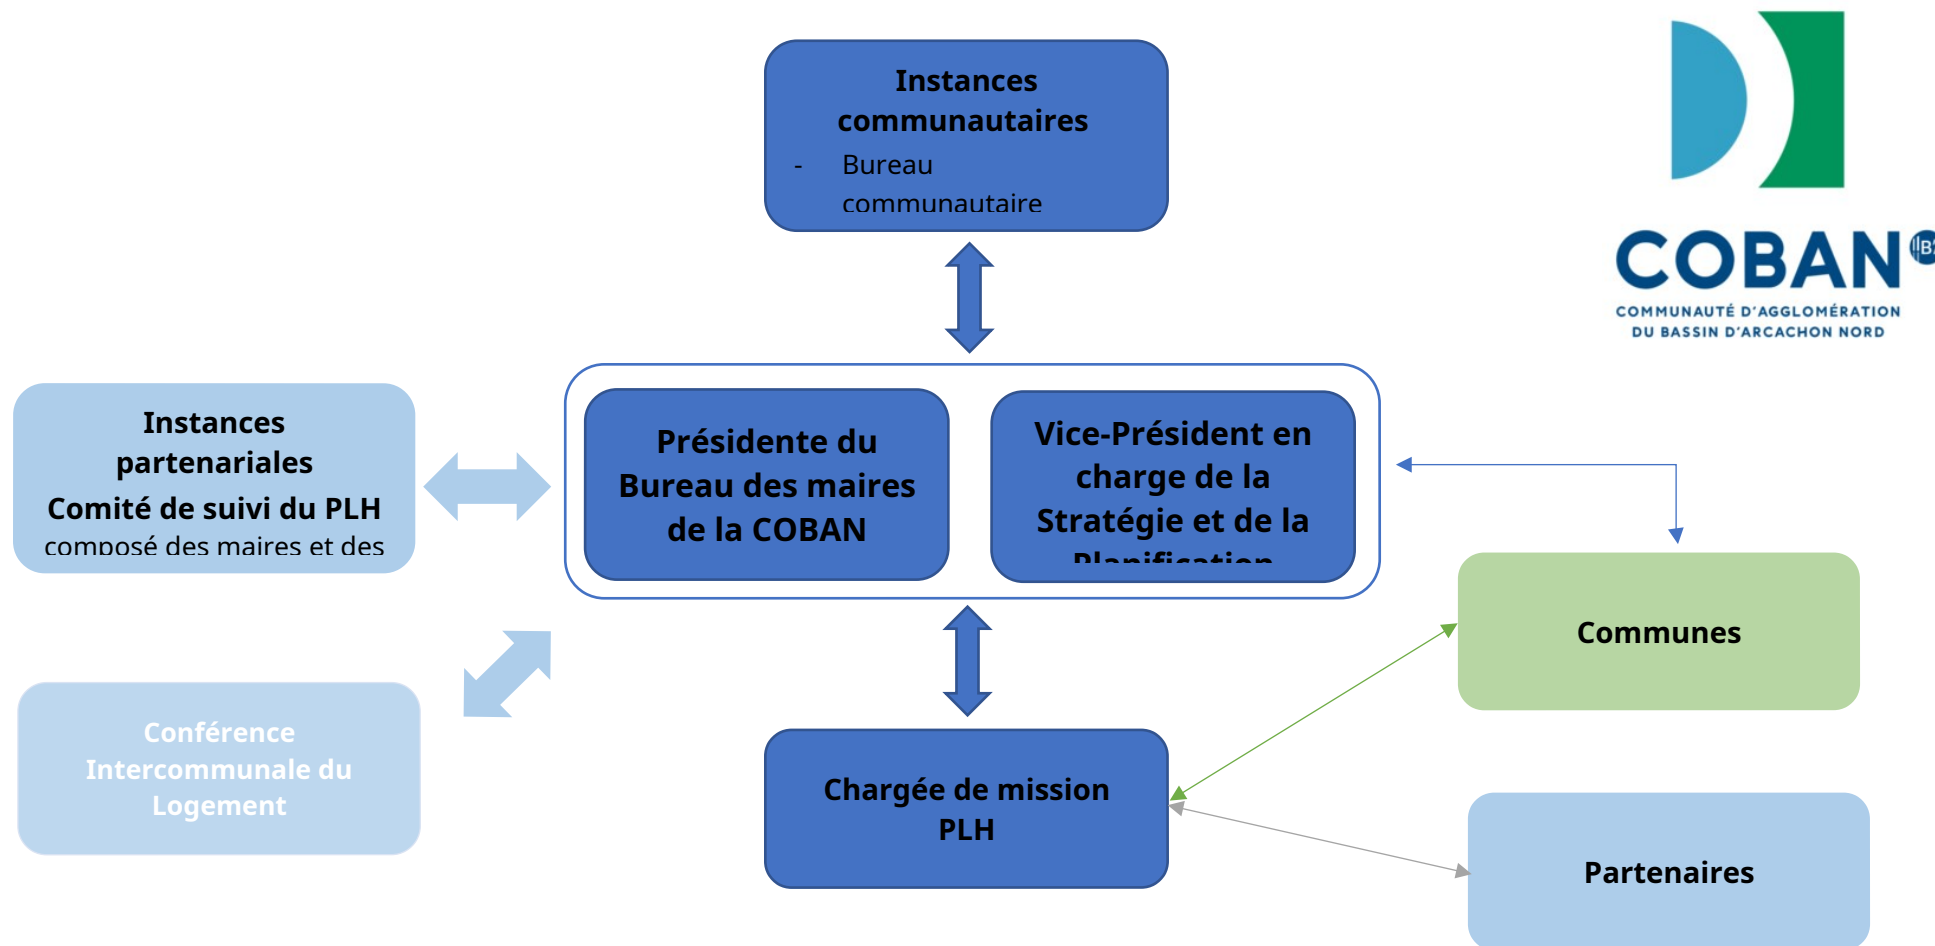 Instances
communautaires
- Bureau
communautaire
COBAN
COMMUNAUTÉ D'AGGLOMÉRATION
DU BASSIN D'ARCACHON NORD
Instances
partenariales
Comité de suivi du PLH
composé des maires et des
Présidente du
Bureau des maires
de la COBAN
Vice-Président en
charge de la
Stratégie et de la
Planification
Communes
Conférence
Intercommunale du
Logement
Chargée de mission
PLH
Partenaires